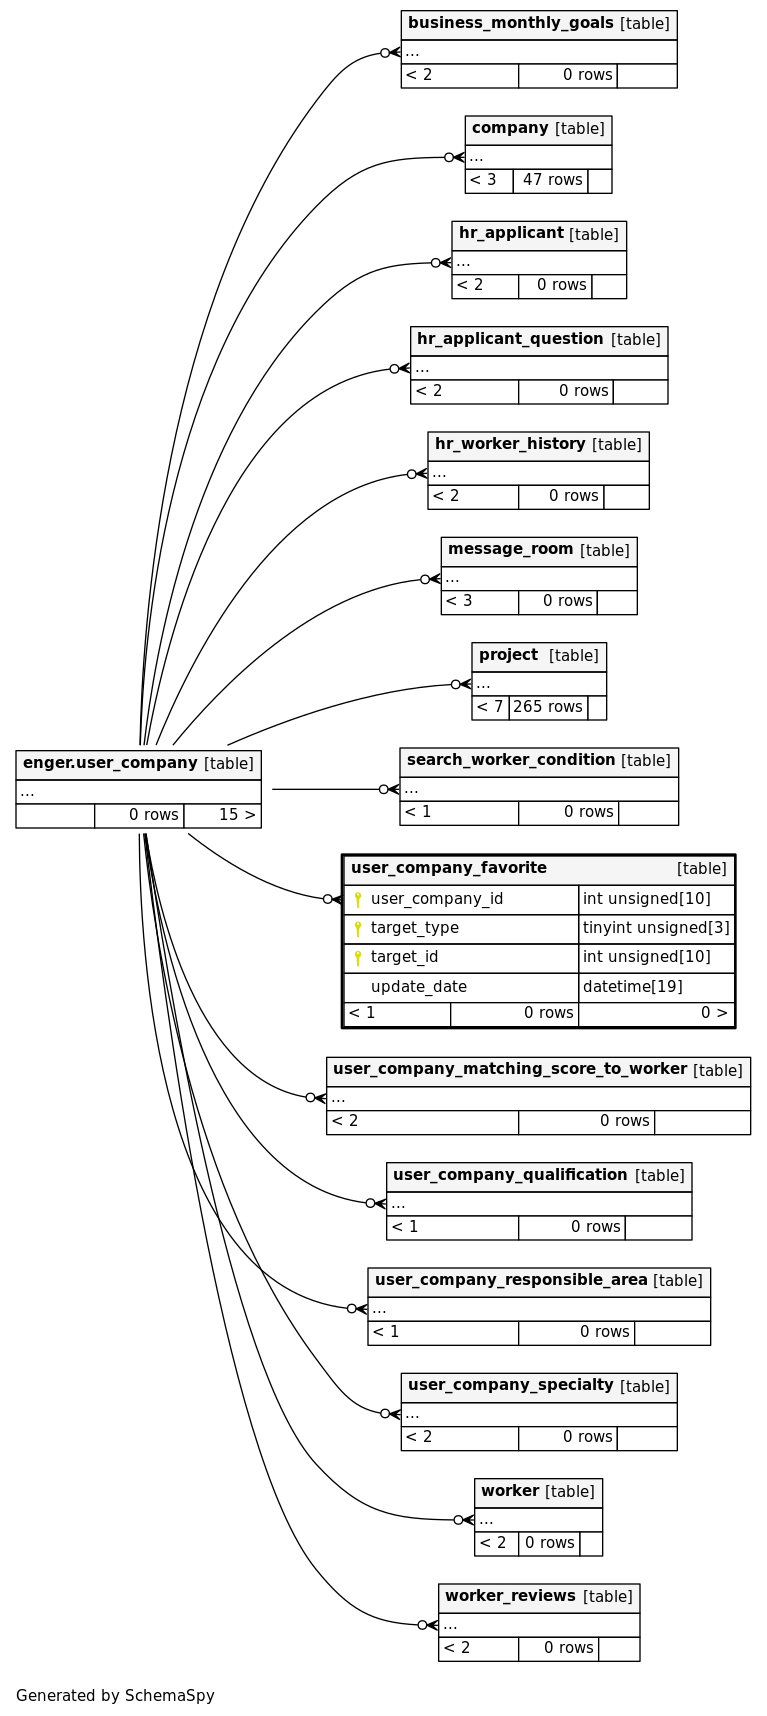 business_monthly_goals [table]
...
< 2 0 rows
company [table]
...
< 3 47 rows
hr_applicant [table]
...
< 2 0 rows
hr_applicant_question [table]
...
< 2 0 rows
hr_worker_history [table]
...
< 2 0 rows
message_room [table]
...
< 3 0 rows
project [table]
...
< 7 265 rows
enger.user_company [table]
...
0 rows 15 >
search_worker_condition [table]
...
< 1 0 rows
user_company_favorite [table]
user_company_id int unsigned[10]
target_type tinyint unsigned[3]
target_id int unsigned[10]
update_date datetime[19]
< 1 0 rows 0 >
user_company_matching_score_to_worker [table]
...
< 2 0 rows
user_company_qualification [table]
...
< 1 0 rows
user_company_responsible_area [table]
...
< 1 0 rows
user_company_specialty [table]
...
< 2 0 rows
worker [table]
...
< 2 0 rows
worker_reviews [table]
...
< 2 0 rows
Generated by SchemaSpy